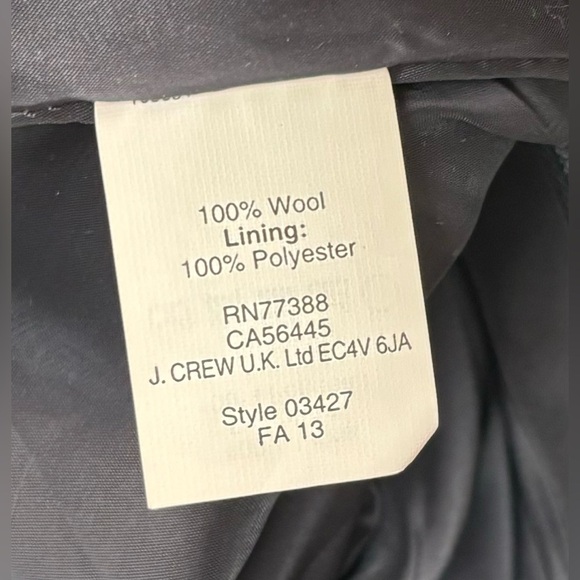 100% Wool
Lining:
100% Polyester
RN77388
CA56445
J. CREW U.K. Ltd EC4V 6JA
Style 03427
FA 13